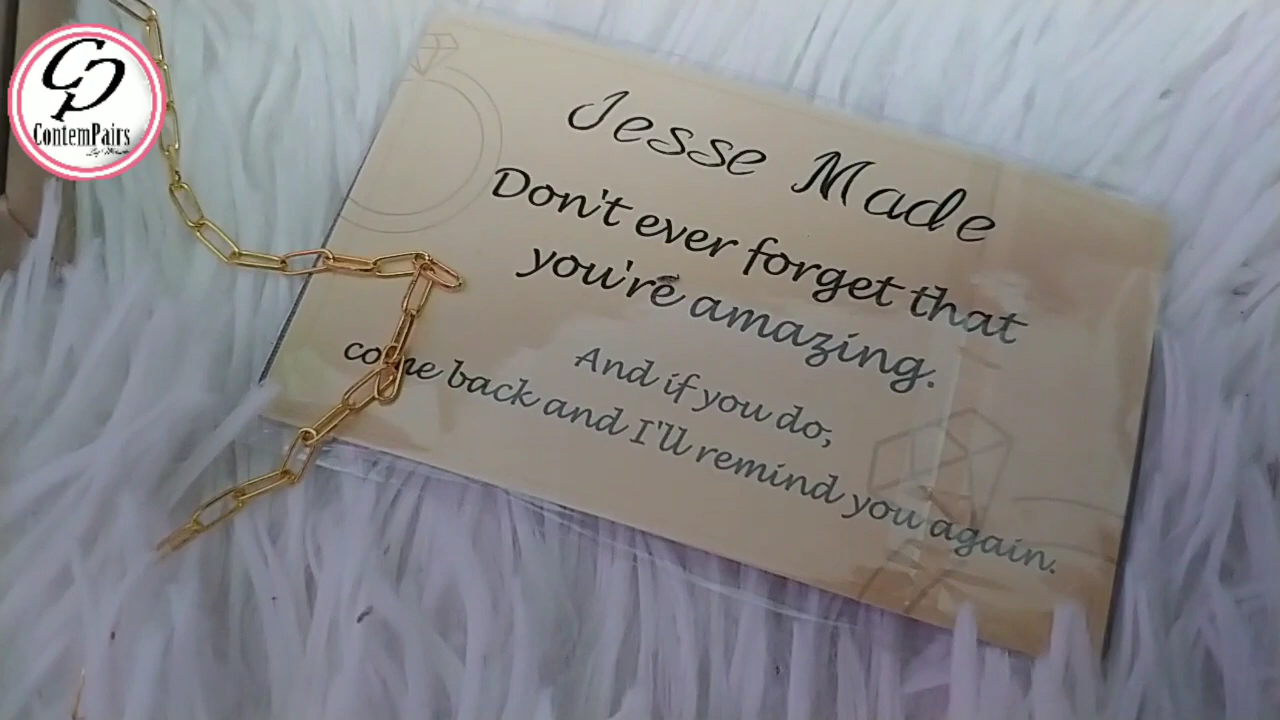 CP
ContemPairs
Jesse Made
Don't ever forget that
you're amazing.
And if you do,
come back and I'll remind you again.